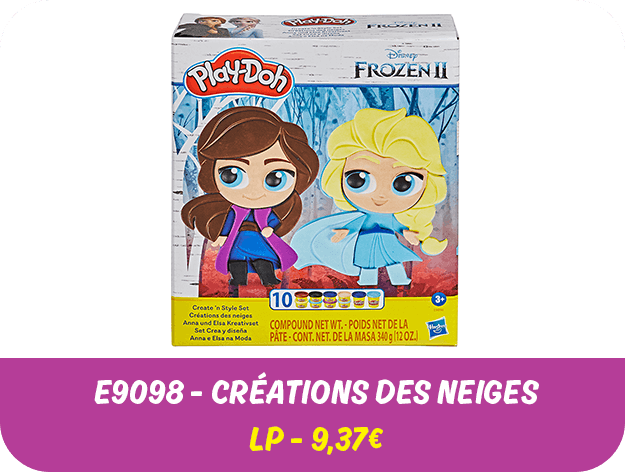 PLAY-DOH
Play-Doh
Disney
FROZEN II
10
3+
Create 'n Style Set
Créations des neiges
Anna und Elsa Kreativset
Set Crea y diseña
Anna e Elsa na Moda
COMPOUND NET WT. - POIDS NET DE LA
PÂTE - CONT. NET. DE LA MASA 340 g (12 OZ.)
Hasbro
E9098 - CRÉATIONS DES NEIGES
LP - 9,37€